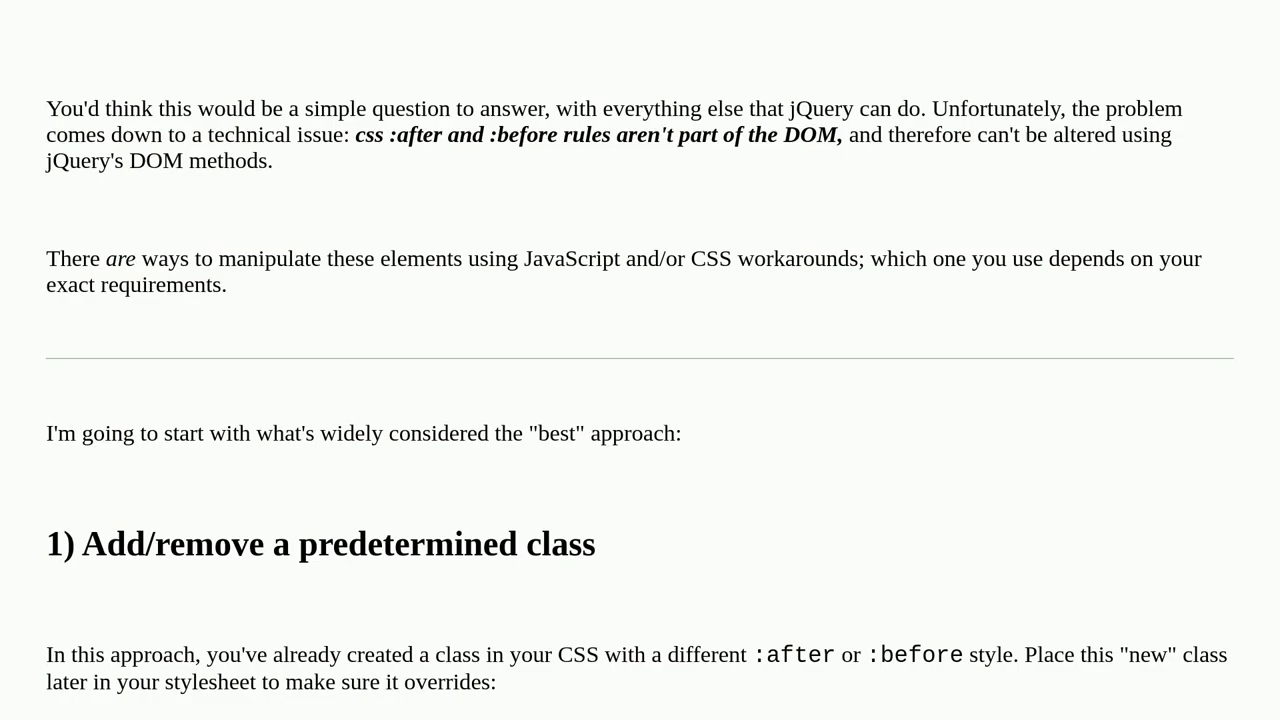 You'd think this would be a simple question to answer, with everything else that jQuery can do. Unfortunately, the problem
comes down to a technical issue: css :after and :before rules aren't part of the DOM, and therefore can't be altered using
jQuery's DOM methods.
There are ways to manipulate these elements using JavaScript and/or CSS workarounds; which one you use depends on your
exact requirements.
I'm going to start with what's widely considered the "best" approach:
1) Add/remove a predetermined class
In this approach, you've already created a class in your CSS with a different :after or :before style. Place this "new" class
later in your stylesheet to make sure it overrides: